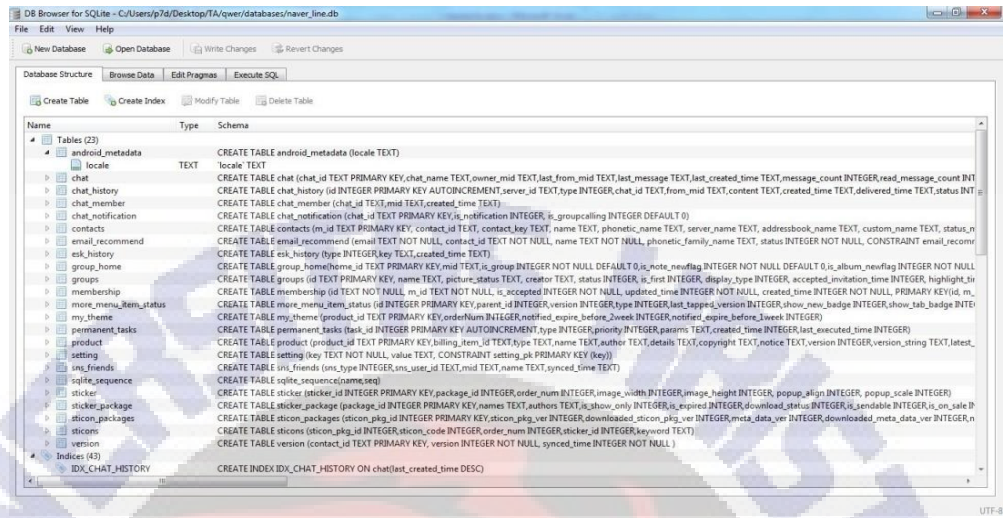 DB Browser for SQLite - C:/Users/p7d/Desktop/TA/qwer/databases/naver_line.db
File Edit View Help
New Database Open Database Write Changes Revert Changes
Database Structure Browse Data Edit Pragmas Execute SQL
Create Table Create Index Modify Table Delete Table
Name Type Schema
Tables (23)
android_metadata CREATE TABLE android_metadata (locale TEXT)
locale TEXT `locale` TEXT
chat CREATE TABLE chat (chat_id TEXT PRIMARY KEY,chat_name TEXT,owner_mid TEXT,last_from_mid TEXT,last_message TEXT,last_created_time TEXT,message_count INTEGER,read_message_count INT
chat_history CREATE TABLE chat_history (id INTEGER PRIMARY KEY AUTOINCREMENT,server_id TEXT,type INTEGER,chat_id TEXT,from_mid TEXT,content TEXT,created_time TEXT,delivered_time TEXT,status INT
chat_member CREATE TABLE chat_member (chat_id TEXT,mid TEXT,created_time TEXT)
chat_notification CREATE TABLE chat_notification (chat_id TEXT PRIMARY KEY,is_notification INTEGER, is_groupcalling INTEGER DEFAULT 0)
contacts CREATE TABLE contacts (m_id TEXT PRIMARY KEY, contact_id TEXT, contact_key TEXT, name TEXT, phonetic_name TEXT, server_name TEXT, addressbook_name TEXT, custom_name TEXT, status_m
email_recommend CREATE TABLE email_recommend (email TEXT NOT NULL, contact_id TEXT NOT NULL, name TEXT NOT NULL, phonetic_family_name TEXT, status INTEGER NOT NULL, CONSTRAINT email_recomr
esk_history CREATE TABLE esk_history (type INTEGER,key TEXT,created_time TEXT)
group_home CREATE TABLE group_home(home_id TEXT PRIMARY KEY,mid TEXT,is_group INTEGER NOT NULL DEFAULT 0,is_note_newflag INTEGER NOT NULL DEFAULT 0,is_album_newflag INTEGER NOT NULL
groups CREATE TABLE groups (id TEXT PRIMARY KEY, name TEXT, picture_status TEXT, creator TEXT, status INTEGER, is_first INTEGER, display_type INTEGER, accepted_invitation_time INTEGER, highlight_tir
membership CREATE TABLE membership (id TEXT NOT NULL, m_id TEXT NOT NULL, is_accepted INTEGER NOT NULL, updated_time INTEGER NOT NULL, created_time INTEGER NOT NULL, PRIMARY KEY(id, m_
more_menu_item_status CREATE TABLE more_menu_item_status (id INTEGER PRIMARY KEY,parent_id INTEGER,version INTEGER,type INTEGER,last_tapped_version INTEGER,show_new_badge INTEGER,show_tab_badge INTE
my_theme CREATE TABLE my_theme (product_id TEXT PRIMARY KEY,orderNum INTEGER,notified_expire_before_2week INTEGER,notified_expire_before_1week INTEGER)
permanent_tasks CREATE TABLE permanent_tasks (task_id INTEGER PRIMARY KEY AUTOINCREMENT,type INTEGER,priority INTEGER,params TEXT,created_time INTEGER,last_executed_time INTEGER)
product CREATE TABLE product (product_id TEXT PRIMARY KEY,billing_item_id TEXT,type TEXT,name TEXT,author TEXT,details TEXT,copyright TEXT,notice TEXT,version INTEGER,version_string TEXT,latest_
setting CREATE TABLE setting (key TEXT NOT NULL, value TEXT, CONSTRAINT setting_pk PRIMARY KEY (key))
sns_friends CREATE TABLE sns_friends (sns_type INTEGER,sns_user_id TEXT,mid TEXT,name TEXT,synced_time TEXT)
sqlite_sequence CREATE TABLE sqlite_sequence(name,seq)
sticker CREATE TABLE sticker (sticker_id INTEGER PRIMARY KEY,package_id INTEGER,order_num INTEGER,image_width INTEGER,image_height INTEGER, popup_align INTEGER, popup_scale INTEGER)
sticker_package CREATE TABLE sticker_package (package_id INTEGER PRIMARY KEY,names TEXT,authors TEXT,is_show_only INTEGER,is_expired INTEGER,download_status INTEGER,is_sendable INTEGER,is_on_sale IN
sticon_packages CREATE TABLE sticon_packages (sticon_pkg_id INTEGER PRIMARY KEY,sticon_pkg_ver INTEGER,downloaded_sticon_pkg_ver INTEGER,meta_data_ver INTEGER,downloaded_meta_data_ver INTEGER,n
sticons CREATE TABLE sticons (sticon_pkg_id INTEGER,sticon_code INTEGER,order_num INTEGER,sticker_id INTEGER,keyword TEXT)
version CREATE TABLE version (contact_id TEXT PRIMARY KEY, version INTEGER NOT NULL, synced_time INTEGER NOT NULL )
Indices (43)
IDX_CHAT_HISTORY CREATE INDEX IDX_CHAT_HISTORY ON chat(last_created_time DESC)
UTF-8